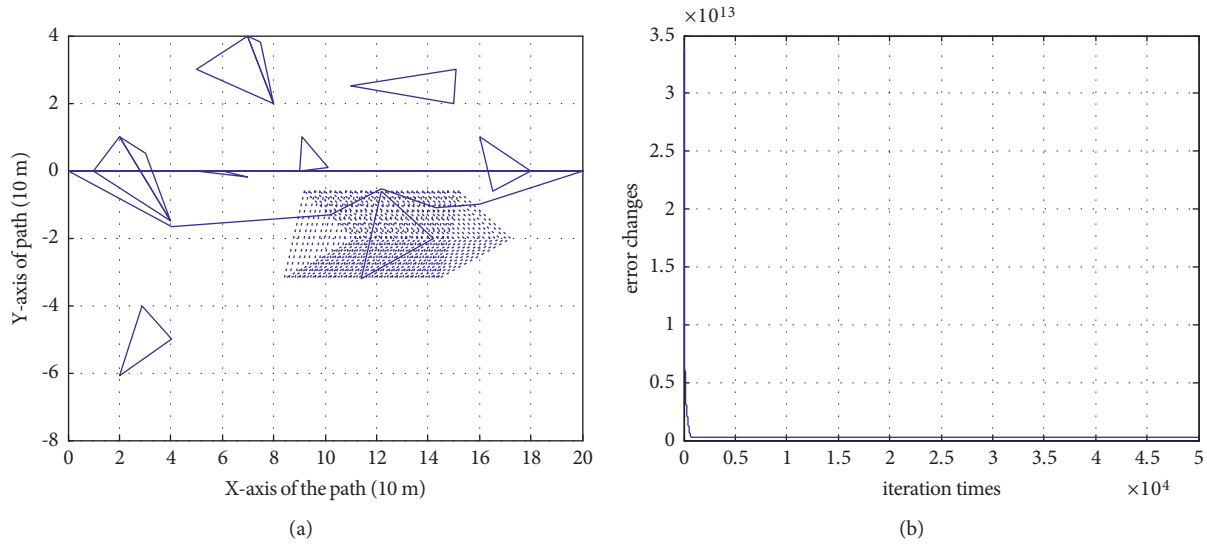 4
2
0
-2
-4
-6
-8
Y-axis of path (10 m)
0 2 4 6 8 10 12 14 16 18 20
X-axis of the path (10 m)
(a)
×10^13
3.5
3
2.5
2
1.5
1
0.5
0
error changes
0 0.5 1 1.5 2 2.5 3 3.5 4 4.5 5
iteration times ×10^4
(b)